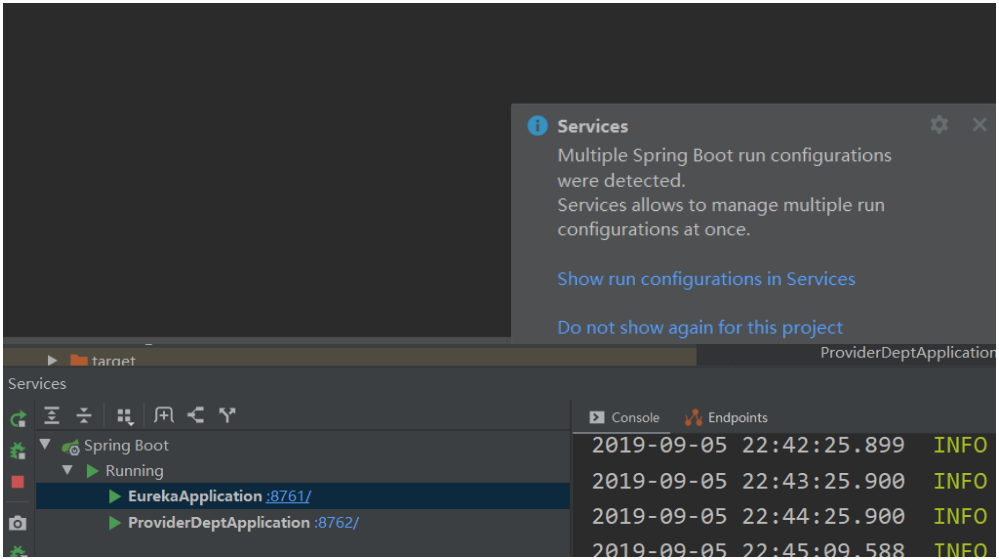 Services
Multiple Spring Boot run configurations
were detected.
Services allows to manage multiple run
configurations at once.
Show run configurations in Services
Do not show again for this project
target
ProviderDeptApplication
Services
Console
Endpoints
Spring Boot
Running
EurekaApplication :8761/
ProviderDeptApplication :8762/
2019-09-05 22:42:25.899 INFO
2019-09-05 22:43:25.900 INFO
2019-09-05 22:44:25.900 INFO
2019-09-05 22:45:09.588 INFO